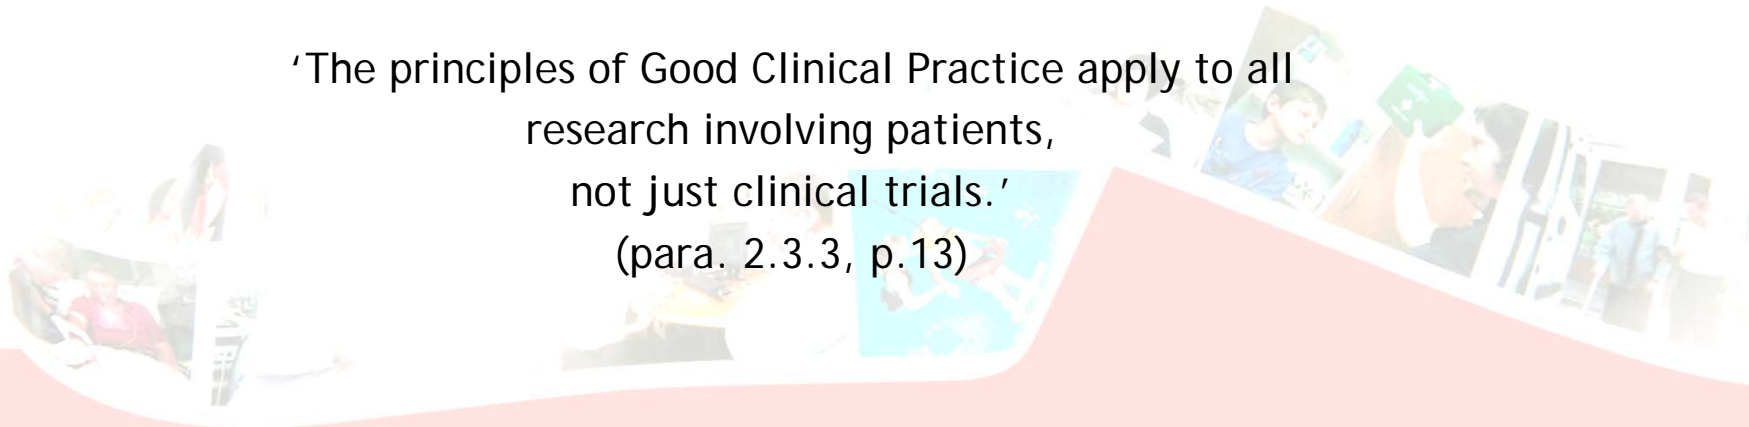 ‘The principles of Good Clinical Practice apply to all
research involving patients,
not just clinical trials.’
(para. 2.3.3, p.13)